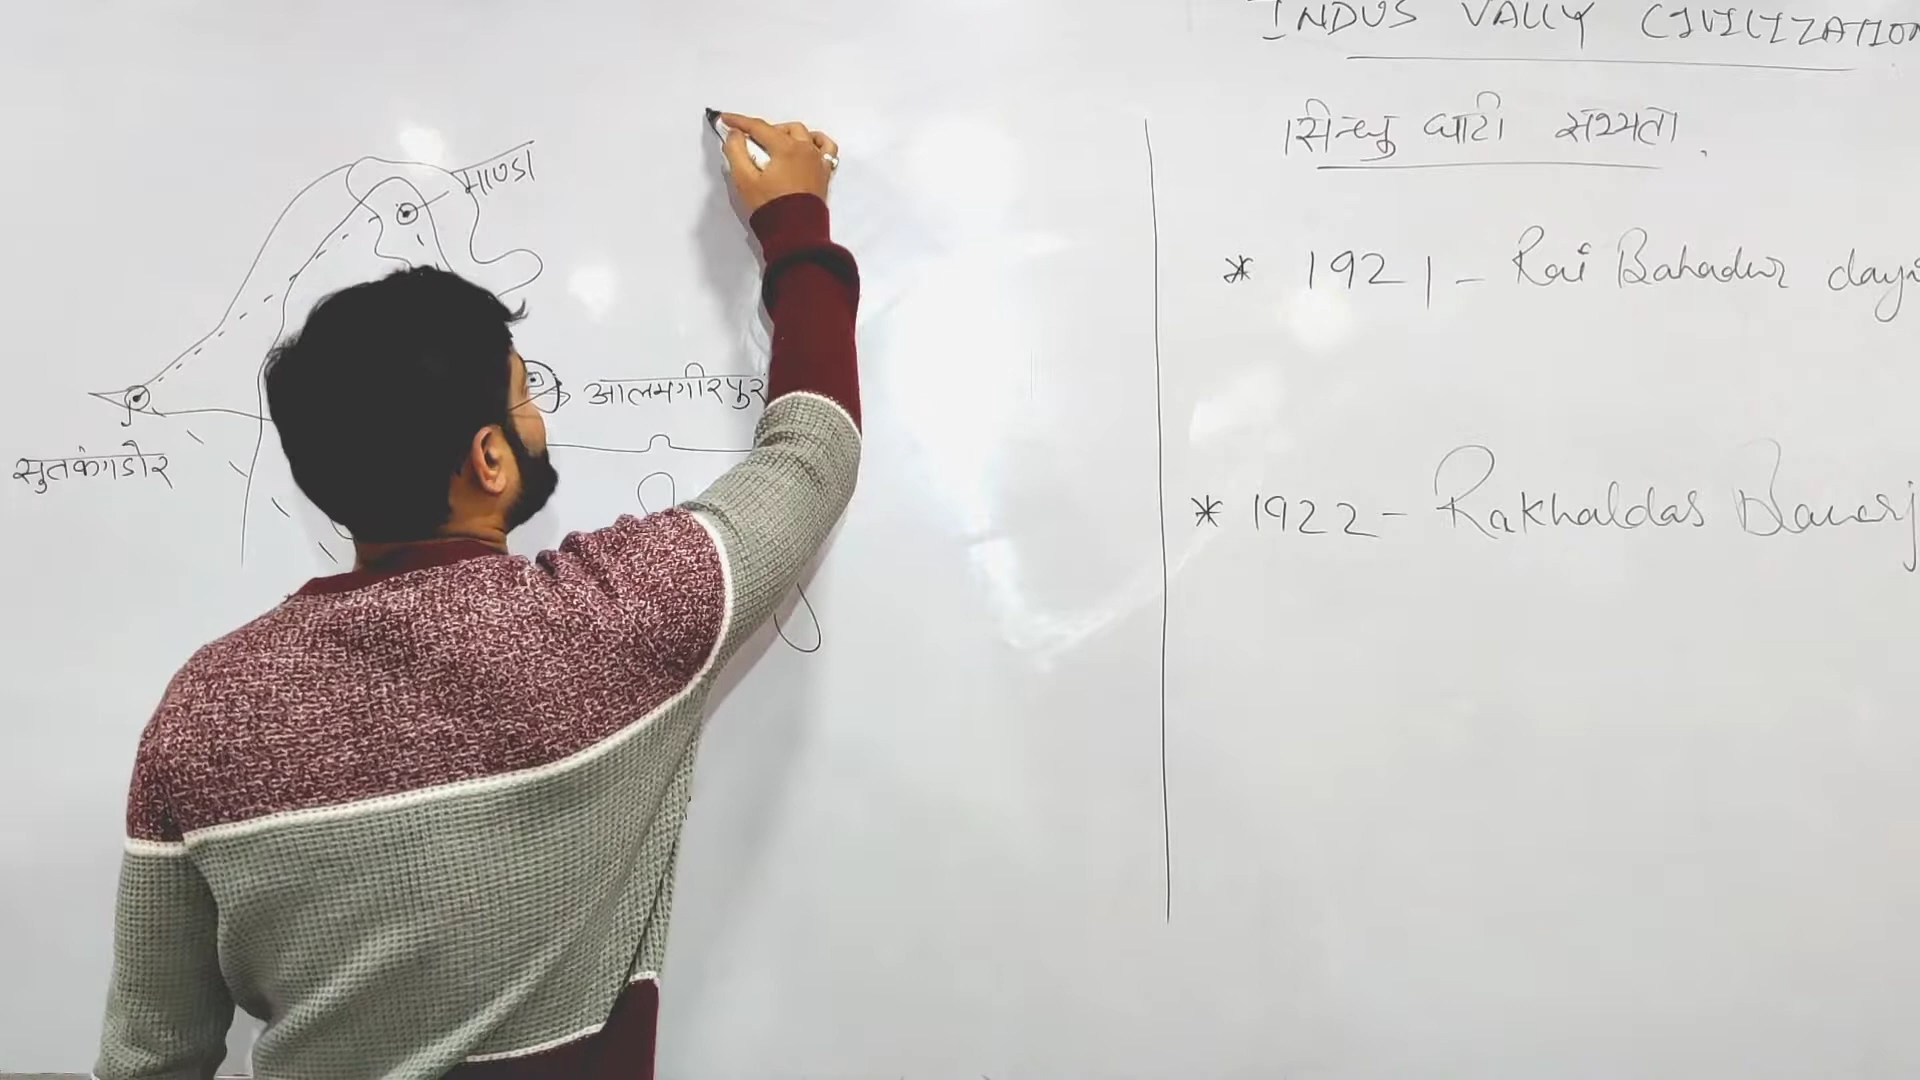 INDUS VALLY CIVILIZATION
सिन्धु घाटी सभ्यता.
* 1921 - Rai Bahadur
* 1922 - Rakhaldas
माण्डा
आलमगीरपुर
सुतकंगडोर